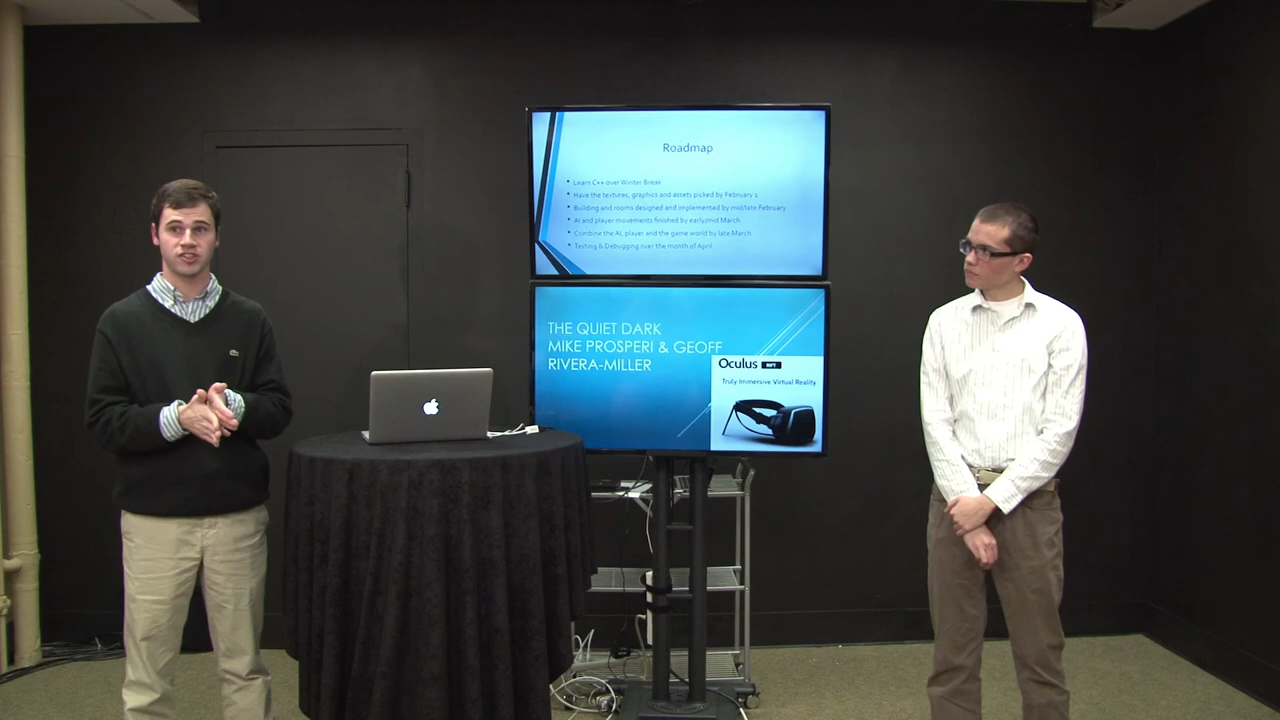 Roadmap
Learn C++ over Winter Break
Have the textures, graphics and assets picked by February 1
Building and rooms designed and implemented by mid/late February
AI and player movements finished by early/mid March
Combine the AI, player and the game world by late March
Testing & Debugging over the month of April
THE QUIET DARK
MIKE PROSPERI & GEOFF
RIVERA-MILLER
Oculus RIFT
Truly Immersive Virtual Reality